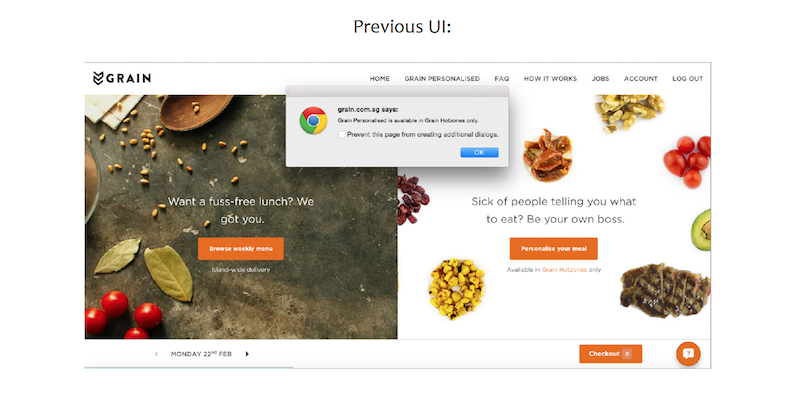 Previous UI:
GRAIN
HOME GRAIN PERSONALISED FAQ HOW IT WORKS JOBS ACCOUNT LOG OUT
grain.com.sg says:
Grain Personalised is available in Grain Hotzones only.
Prevent this page from creating additional dialogs.
OK
Want a fuss-free lunch? We
got you.
Browse weekly menu
Island-wide delivery
Sick of people telling you what
to eat? Be your own boss.
Personalise your meal
Available in Grain Hotzones only
MONDAY 22ND FEB
Checkout 0
?